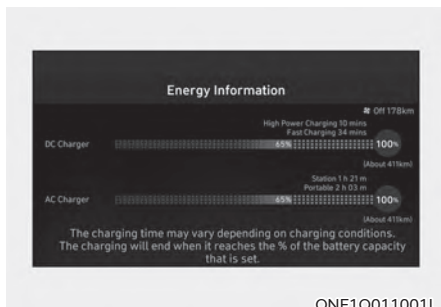 Energy Information
Off 178km
High Power Charging 10 mins
Fast Charging 34 mins
DC Charger
65%
100%
(About 411km)
Station 1 h 21 m
Portable 2 h 03 m
AC Charger
65%
100%
(About 411km)
The charging time may vary depending on charging conditions.
The charging will end when it reaches the % of the battery capacity
that is set.